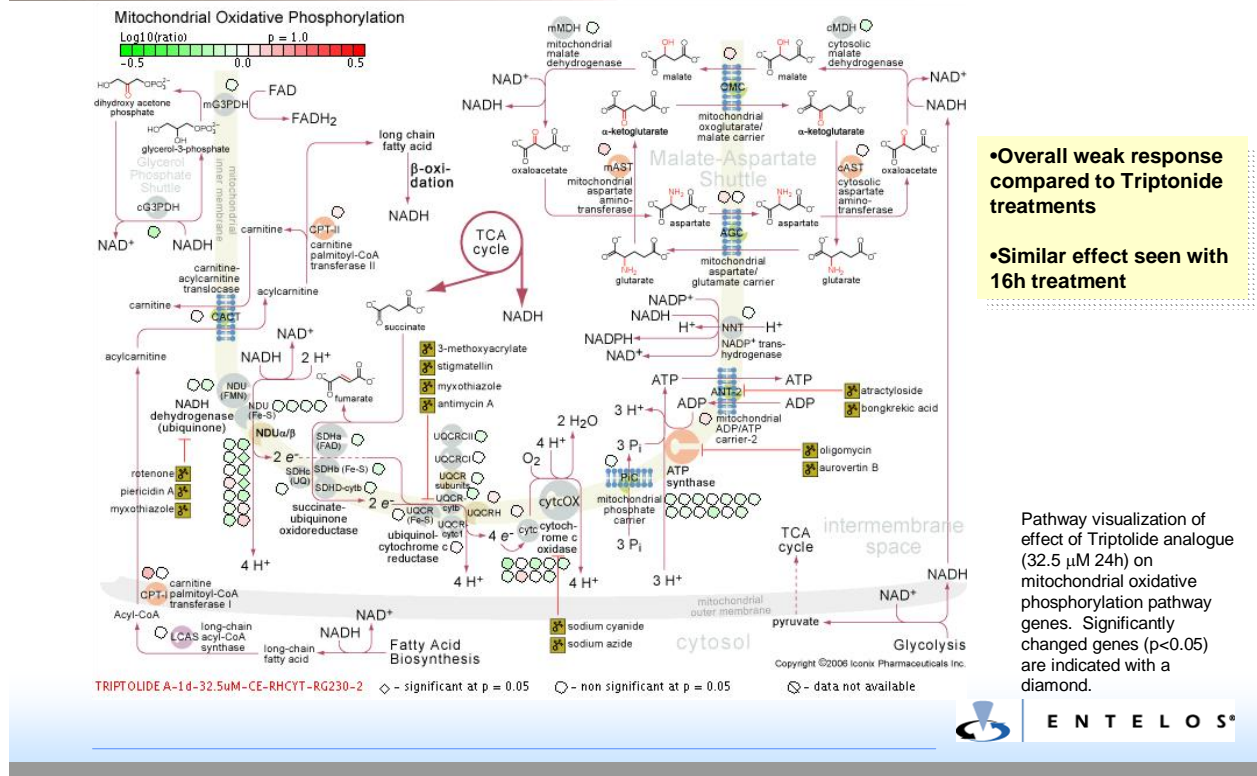 Mitochondrial Oxidative Phosphorylation
Log10(ratio) p = 1.0
-0.5 0.0 0.5
dihydroxy acetone
phosphate
OPO₃²⁻
HO
O
mG3PDH
FAD
FADH₂
HO
OPO₃²⁻
OH
glycerol-3-phosphate
Glycerol
Phosphate
Shuttle
cG3PDH
NAD⁺
NADH
mitochondrial
inner membrane
long chain
fatty acid
β-oxi-
dation
NADH
carnitine
CPT-II
carnitine
palmitoyl-CoA
transferase II
carnitine-
acylcarnitine
translocase
carnitine
acylcarnitine
CACT
acylcarnitine
TCA
cycle
succinate
NADH
mMDH
mitochondrial
malate
dehydrogenase
NAD⁺
NADH
malate
OMC
malate
cMDH
cytosolic
malate
dehydrogenase
NAD⁺
NADH
α-ketoglutarate
mitochondrial
oxoglutarate/
malate carrier
α-ketoglutarate
oxaloacetate
mAST
mitochondrial
aspartate
amino-
transferase
Malate-Aspartate
Shuttle
cAST
cytosolic
aspartate
amino-
transferase
oxaloacetate
NH₂
aspartate
NH₂
aspartate
AGC
NH₂
glutarate
mitochondrial
aspartate/
glutamate carrier
NH₂
glutarate
NADP⁺
NADH
NADPH
NAD⁺
H⁺
NNT
H⁺
NADP⁺ trans-
hydrogenase
NAD⁺
NADH
2 H⁺
NDU
(FMN)
NADH
dehydrogenase
(ubiquinone)
NDU
(Fe-S)
NDUα/β
2 e⁻
rotenone
piericidin A
myxothiazole
4 H⁺
fumarate
3-methoxyacrylate
stigmatellin
myxothiazole
antimycin A
SDHa
(FAD)
SDHb (Fe-S)
SDHc
(UQ)
SDHD-cytb
succinate-
ubiquinone
oxidoreductase
2 e⁻
UQCRCII
UQCRCI
UQCR
subunits
UQCR-
cytb
UQCRH
UQCR
(Fe-S)
UQCR-
cytc1
ubiquinol-
cytochrome c
reductase
4 e⁻
4 H⁺
2 H₂O
4 H⁺
O₂
cytcOX
cytc
cytoch-
rome c
oxidase
4 H⁺
sodium cyanide
sodium azide
ATP
ATP
ANT-2
3 H⁺
ADP
ADP
mitochondrial
ADP/ATP
carrier-2
atractyloside
bongkrekic acid
3 Pᵢ
PiC
mitochondrial
phosphate
carrier
3 Pᵢ
ATP
synthase
oligomycin
aurovertin B
3 H⁺
intermembrane
space
TCA
cycle
NADH
NAD⁺
pyruvate
Glycolysis
mitochondrial
outer membrane
cytosol
CPT-I
carnitine
palmitoyl-CoA
transferase I
Acyl-CoA
LCAS
long-chain
acyl-CoA
synthase
long-chain
fatty acid
NADH
NAD⁺
Fatty Acid
Biosynthesis
Copyright ©2006 Iconix Pharmaceuticals Inc.
TRIPTOLIDE A-1d-32.5uM-CE-RHCYT-RG230-2 ◇ - significant at p = 0.05 ○ - non significant at p = 0.05 - data not available
•Overall weak response
compared to Triptonide
treatments
•Similar effect seen with
16h treatment
Pathway visualization of
effect of Triptolide analogue
(32.5 μM 24h) on
mitochondrial oxidative
phosphorylation pathway
genes. Significantly
changed genes (p<0.05)
are indicated with a
diamond.
ENTELOS®